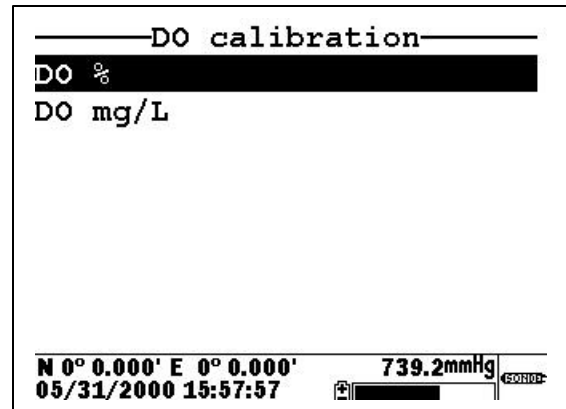 DO calibration
DO %
DO mg/L
N 0° 0.000' E 0° 0.000' 739.2mmHg
05/31/2000 15:57:57
SONDE